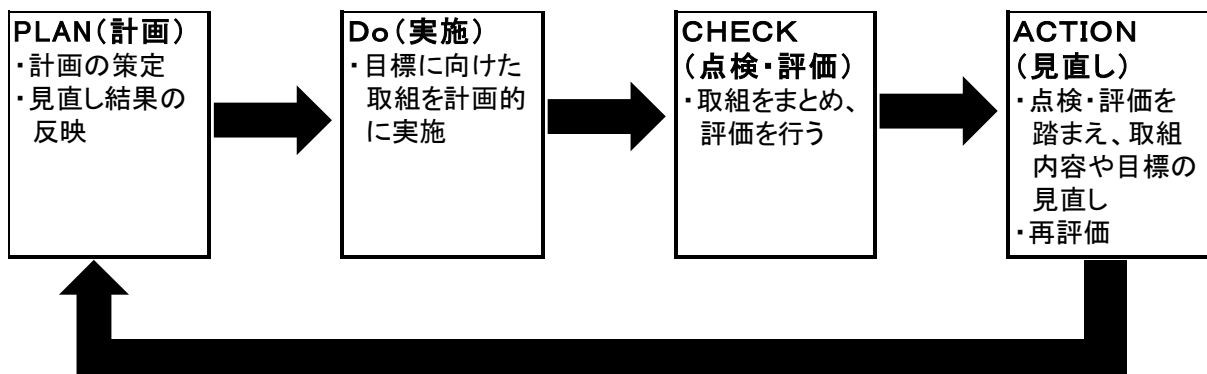 PLAN（計画）
・計画の策定
・見直し結果の
反映
Do（実施）
・目標に向けた
取組を計画的
に実施
CHECK
（点検・評価）
・取組をまとめ、
評価を行う
ACTION
（見直し）
・点検・評価を
踏まえ、取組
内容や目標の
見直し
・再評価